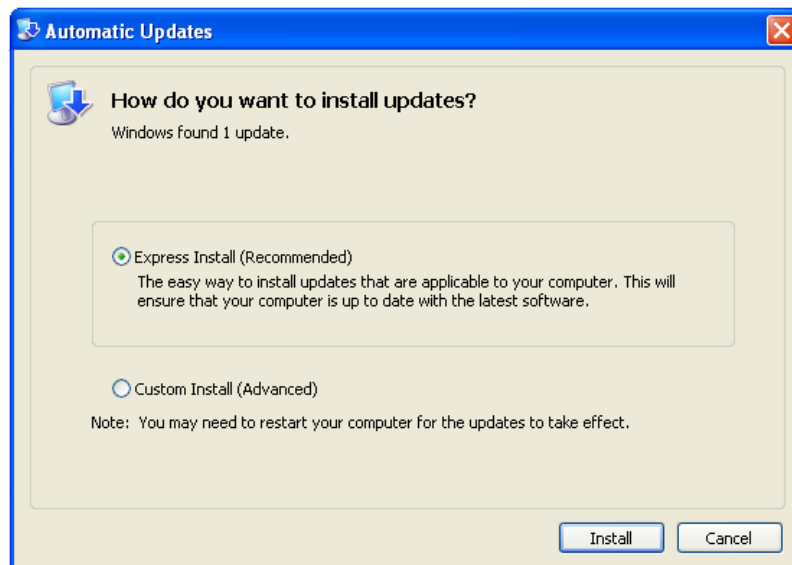 Automatic Updates
How do you want to install updates?
Windows found 1 update.
Express Install (Recommended)
The easy way to install updates that are applicable to your computer. This will
ensure that your computer is up to date with the latest software.
Custom Install (Advanced)
Note: You may need to restart your computer for the updates to take effect.
Install
Cancel